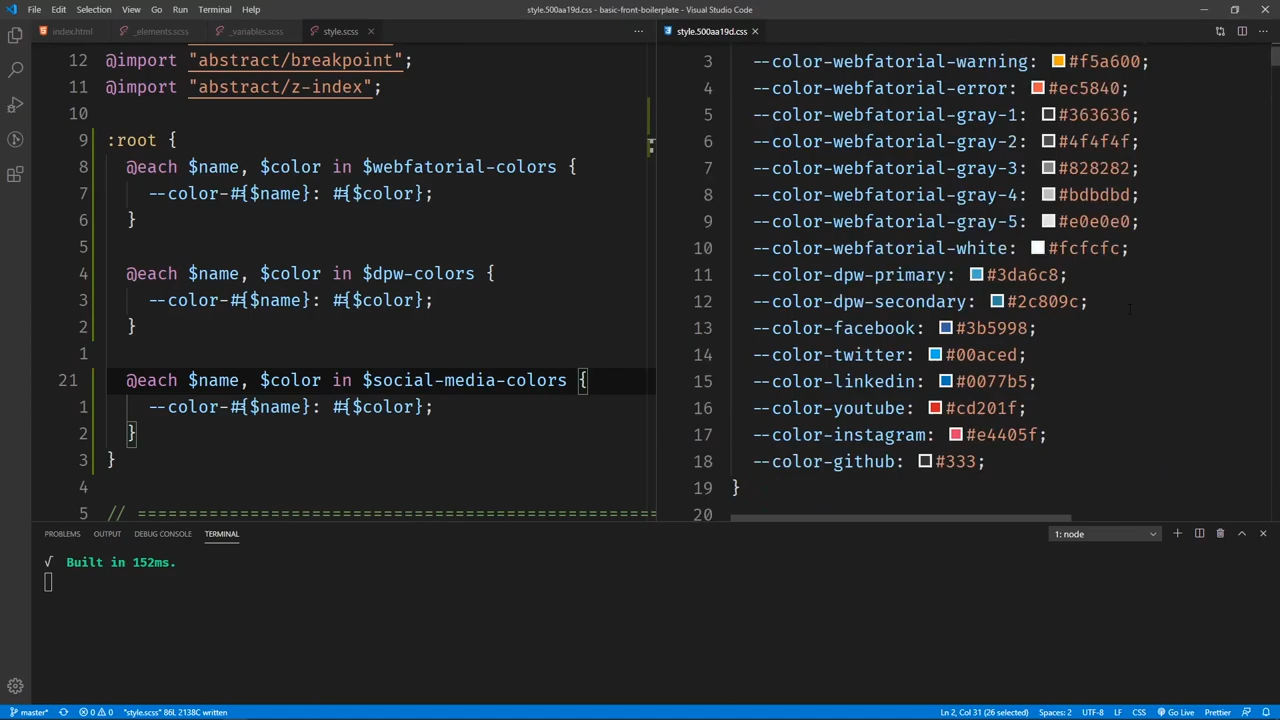 File Edit Selection View Go Run Terminal Help
style.500aa19d.css - basic-front-boilerplate - Visual Studio Code
index.html _elements.scss _variables.scss style.scss
12 @import "abstract/breakpoint";
11 @import "abstract/z-index";
10
9 :root {
8 @each $name, $color in $webfatorial-colors {
7 --color-#{$name}: #{$color};
6 }
5
4 @each $name, $color in $dpw-colors {
3 --color-#{$name}: #{$color};
2 }
1
21 @each $name, $color in $social-media-colors {
1 --color-#{$name}: #{$color};
2 }
3 }
4
5 // ================================================
style.500aa19d.css
3 --color-webfatorial-warning: #f5a600;
4 --color-webfatorial-error: #ec5840;
5 --color-webfatorial-gray-1: #363636;
6 --color-webfatorial-gray-2: #4f4f4f;
7 --color-webfatorial-gray-3: #828282;
8 --color-webfatorial-gray-4: #bdbdbd;
9 --color-webfatorial-gray-5: #e0e0e0;
10 --color-webfatorial-white: #fcfcfc;
11 --color-dpw-primary: #3da6c8;
12 --color-dpw-secondary: #2c809c;
13 --color-facebook: #3b5998;
14 --color-twitter: #00aced;
15 --color-linkedin: #0077b5;
16 --color-youtube: #cd201f;
17 --color-instagram: #e4405f;
18 --color-github: #333;
19 }
20
PROBLEMS OUTPUT DEBUG CONSOLE TERMINAL
1: node
√ Built in 152ms.
master* 0 0 "style.scss" 86L 2138C written
Ln 2, Col 31 (26 selected) Spaces: 2 UTF-8 LF CSS Go Live Prettier